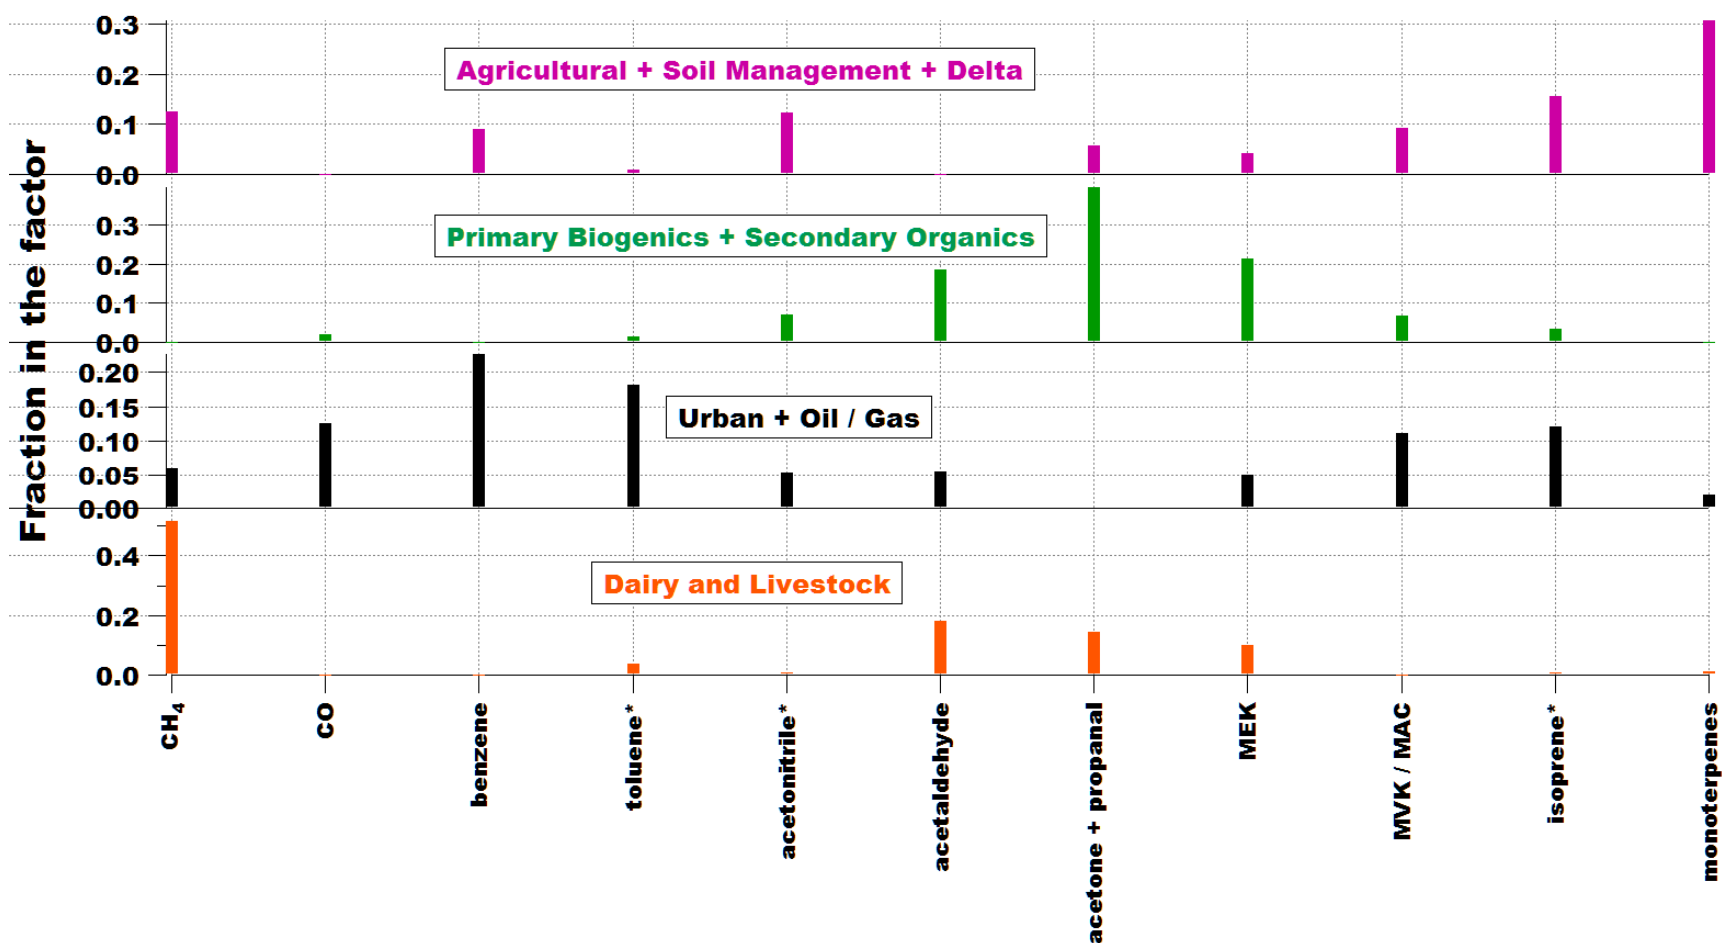 Fraction in the factor
0.3
0.2
0.1
0.0
Agricultural + Soil Management + Delta
0.3
0.2
0.1
0.0
Primary Biogenics + Secondary Organics
0.20
0.15
0.10
0.05
0.00
Urban + Oil / Gas
0.4
0.2
0.0
Dairy and Livestock
CH₄
CO
benzene
toluene*
acetonitrile*
acetaldehyde
acetone + propanal
MEK
MVK / MAC
isoprene*
monoterpenes